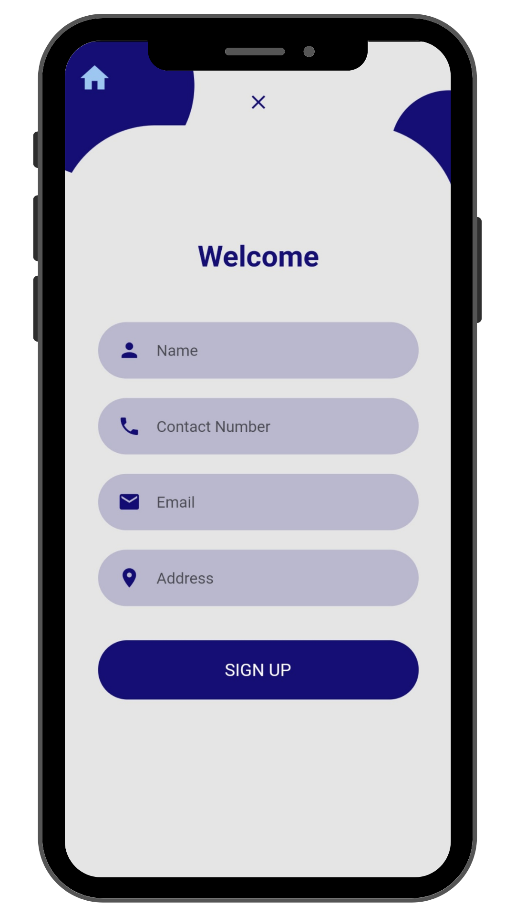 Welcome
Name
Contact Number
Email
Address
SIGN UP